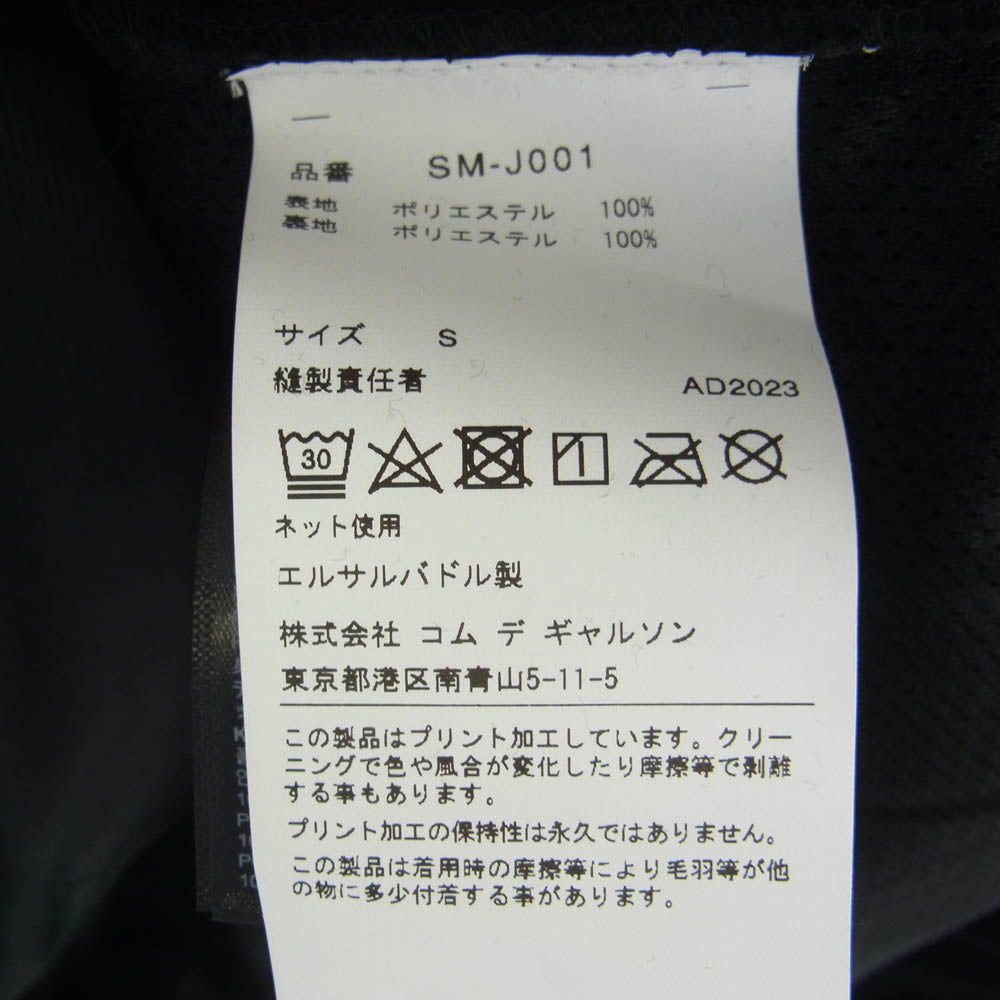 品番 SM-J001
表地 ポリエステル 100%
裏地 ポリエステル 100%
サイズ S
縫製責任者 AD2023
30
ネット使用
エルサルバドル製
株式会社 コム デ ギャルソン
東京都港区南青山5-11-5
この製品はプリント加工しています。クリー
ニングで色や風合が変化したり摩擦等で剥離
する事もあります。
プリント加工の保持性は永久ではありません。
この製品は着用時の摩擦等により毛羽等が他
の物に多少付着する事があります。